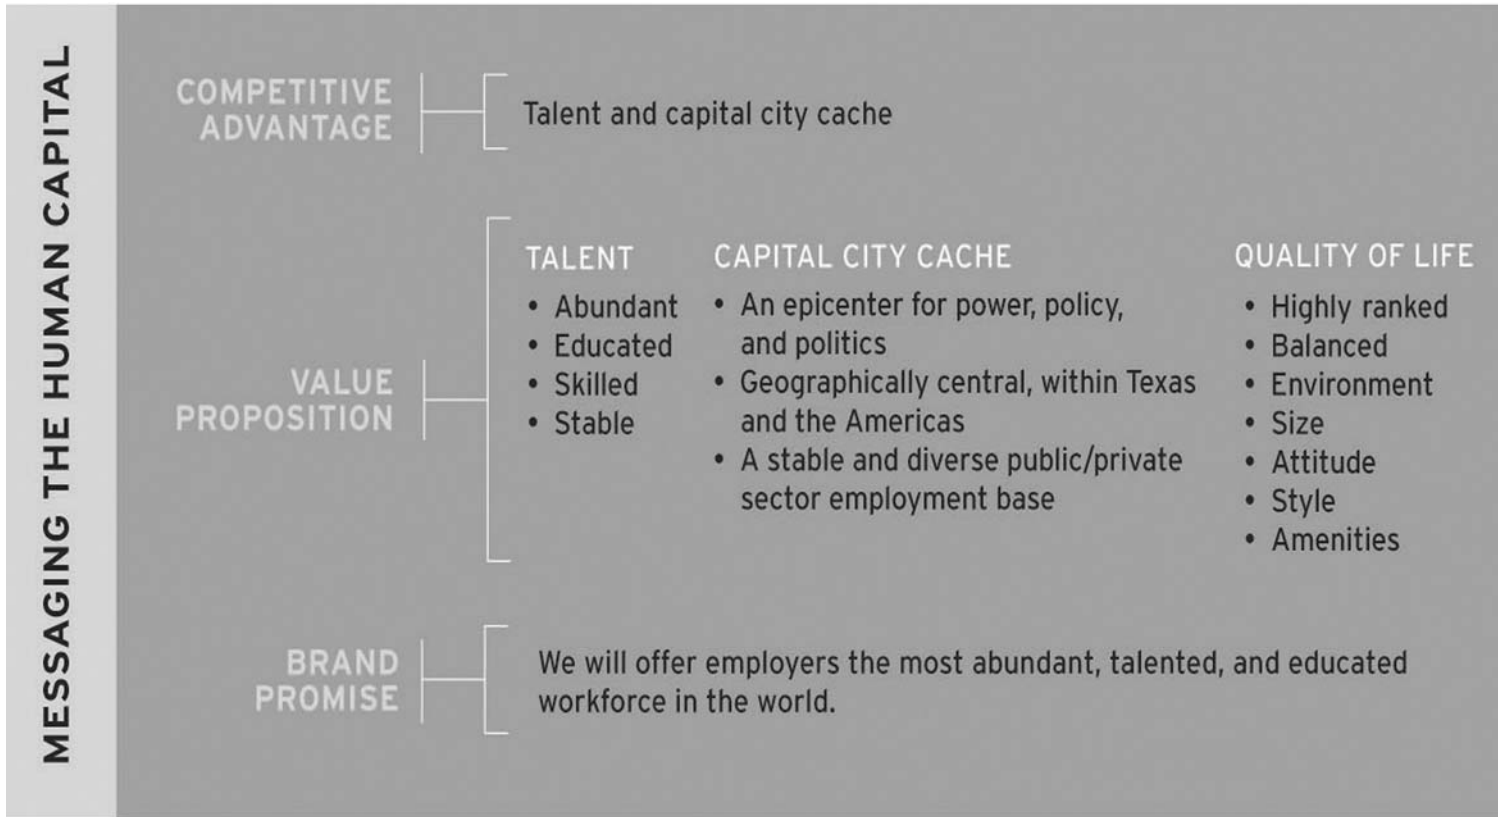 MESSAGING THE HUMAN CAPITAL
COMPETITIVE
ADVANTAGE
Talent and capital city cache
VALUE
PROPOSITION
TALENT
• Abundant
• Educated
• Skilled
• Stable
CAPITAL CITY CACHE
• An epicenter for power, policy,
and politics
• Geographically central, within Texas
and the Americas
• A stable and diverse public/private
sector employment base
QUALITY OF LIFE
• Highly ranked
• Balanced
• Environment
• Size
• Attitude
• Style
• Amenities
BRAND
PROMISE
We will offer employers the most abundant, talented, and educated
workforce in the world.